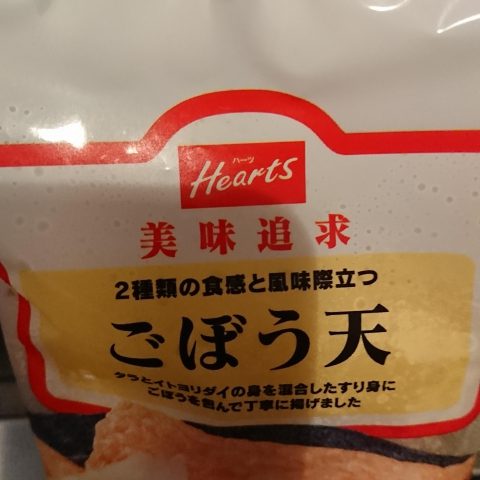 ハーツ
Hearts
美味追求
2種類の食感と風味際立つ
ごぼう天
タラとイトヨリダイの身を混合したすり身に
ごぼうを包んで丁寧に揚げました